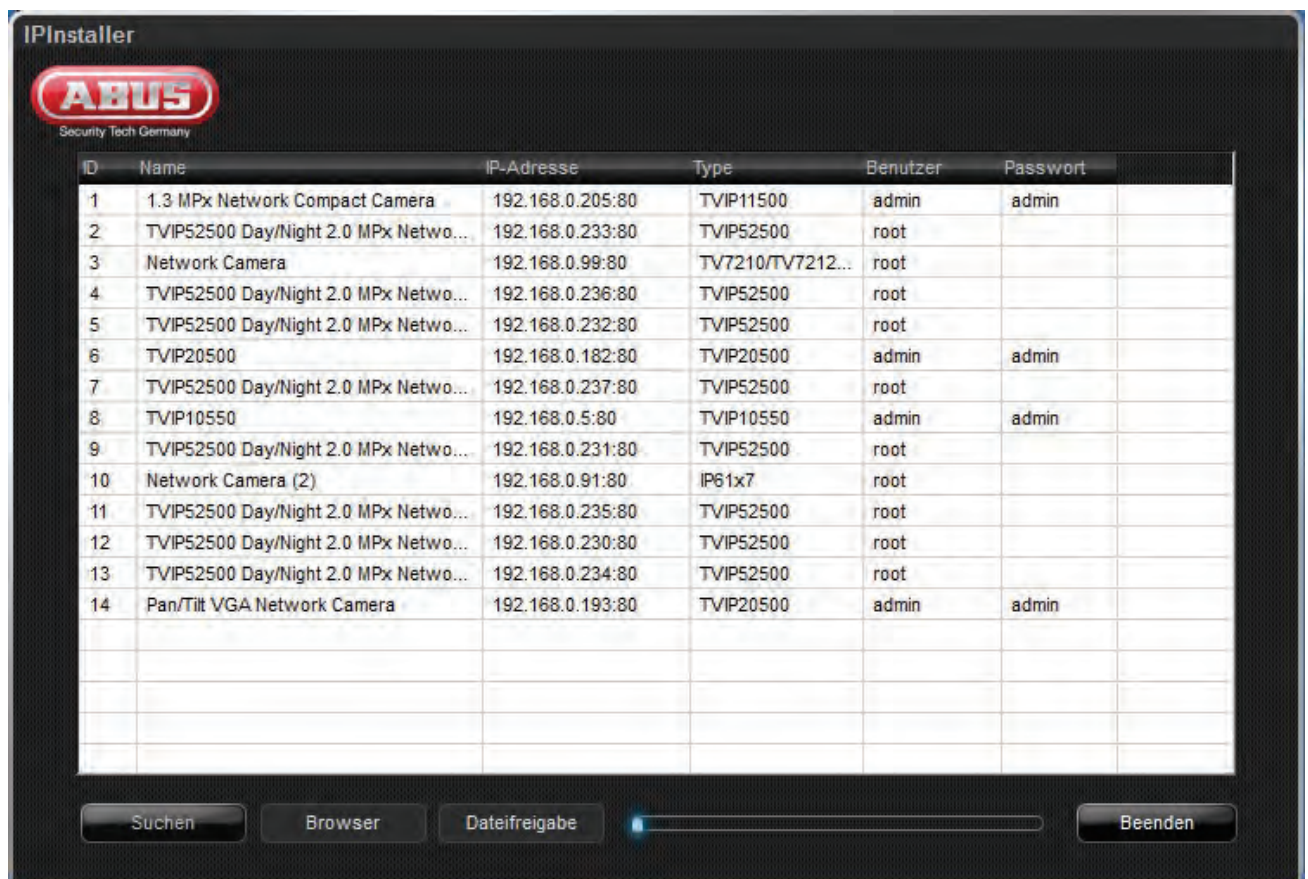 IPInstaller
ABUS
Security Tech Germany
ID Name IP-Adresse Type Benutzer Passwort
1 1.3 MPx Network Compact Camera 192.168.0.205:80 TVIP11500 admin admin
2 TVIP52500 Day/Night 2.0 MPx Netwo... 192.168.0.233:80 TVIP52500 root
3 Network Camera 192.168.0.99:80 TV7210/TV7212... root
4 TVIP52500 Day/Night 2.0 MPx Netwo... 192.168.0.236:80 TVIP52500 root
5 TVIP52500 Day/Night 2.0 MPx Netwo... 192.168.0.232:80 TVIP52500 root
6 TVIP20500 192.168.0.182:80 TVIP20500 admin admin
7 TVIP52500 Day/Night 2.0 MPx Netwo... 192.168.0.237:80 TVIP52500 root
8 TVIP10550 192.168.0.5:80 TVIP10550 admin admin
9 TVIP52500 Day/Night 2.0 MPx Netwo... 192.168.0.231:80 TVIP52500 root
10 Network Camera (2) 192.168.0.91:80 IP61x7 root
11 TVIP52500 Day/Night 2.0 MPx Netwo... 192.168.0.235:80 TVIP52500 root
12 TVIP52500 Day/Night 2.0 MPx Netwo... 192.168.0.230:80 TVIP52500 root
13 TVIP52500 Day/Night 2.0 MPx Netwo... 192.168.0.234:80 TVIP52500 root
14 Pan/Tilt VGA Network Camera 192.168.0.193:80 TVIP20500 admin admin
Suchen Browser Dateifreigabe Beenden